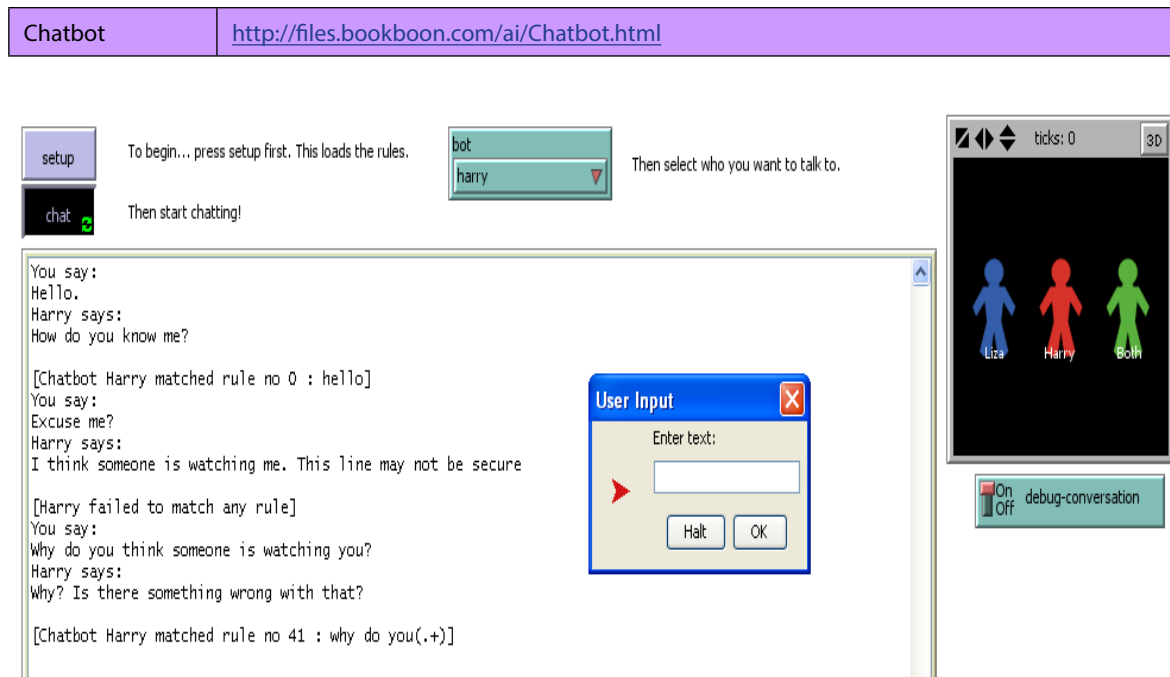 Chatbot http://files.bookboon.com/ai/Chatbot.html
setup
To begin... press setup first. This loads the rules.
bot
harry
Then select who you want to talk to.
chat
Then start chatting!
ticks: 0
3D
Liza Harry Both
On
Off
debug-conversation
You say:
Hello.
Harry says:
How do you know me?
[Chatbot Harry matched rule no 0 : hello]
You say:
Excuse me?
Harry says:
I think someone is watching me. This line may not be secure
[Harry failed to match any rule]
You say:
Why do you think someone is watching you?
Harry says:
Why? Is there something wrong with that?
[Chatbot Harry matched rule no 41 : why do you(.+)]
User Input
Enter text:
Halt OK